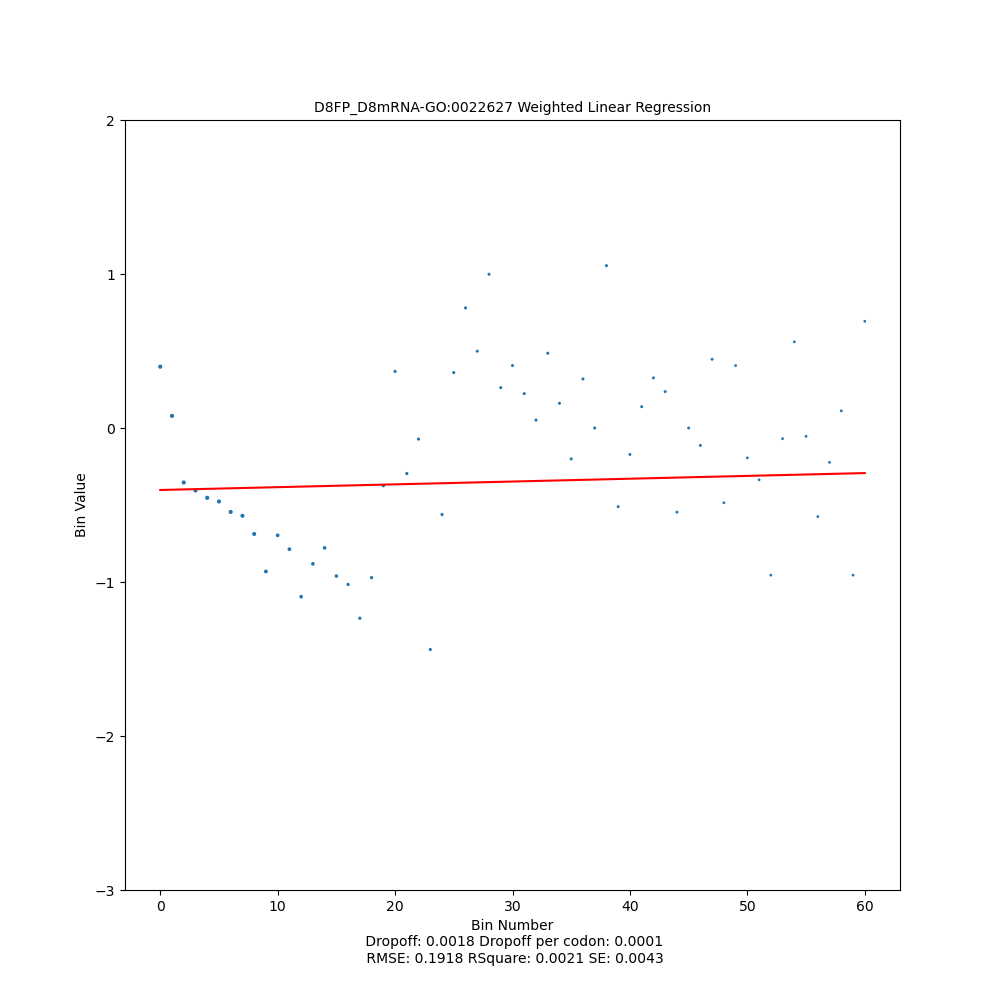 D8FP_D8mRNA-GO:0022627 Weighted Linear Regression
2
1
0
−1
−2
−3
Bin Value
0 10 20 30 40 50 60
Bin Number
Dropoff: 0.0018 Dropoff per codon: 0.0001
RMSE: 0.1918 RSquare: 0.0021 SE: 0.0043